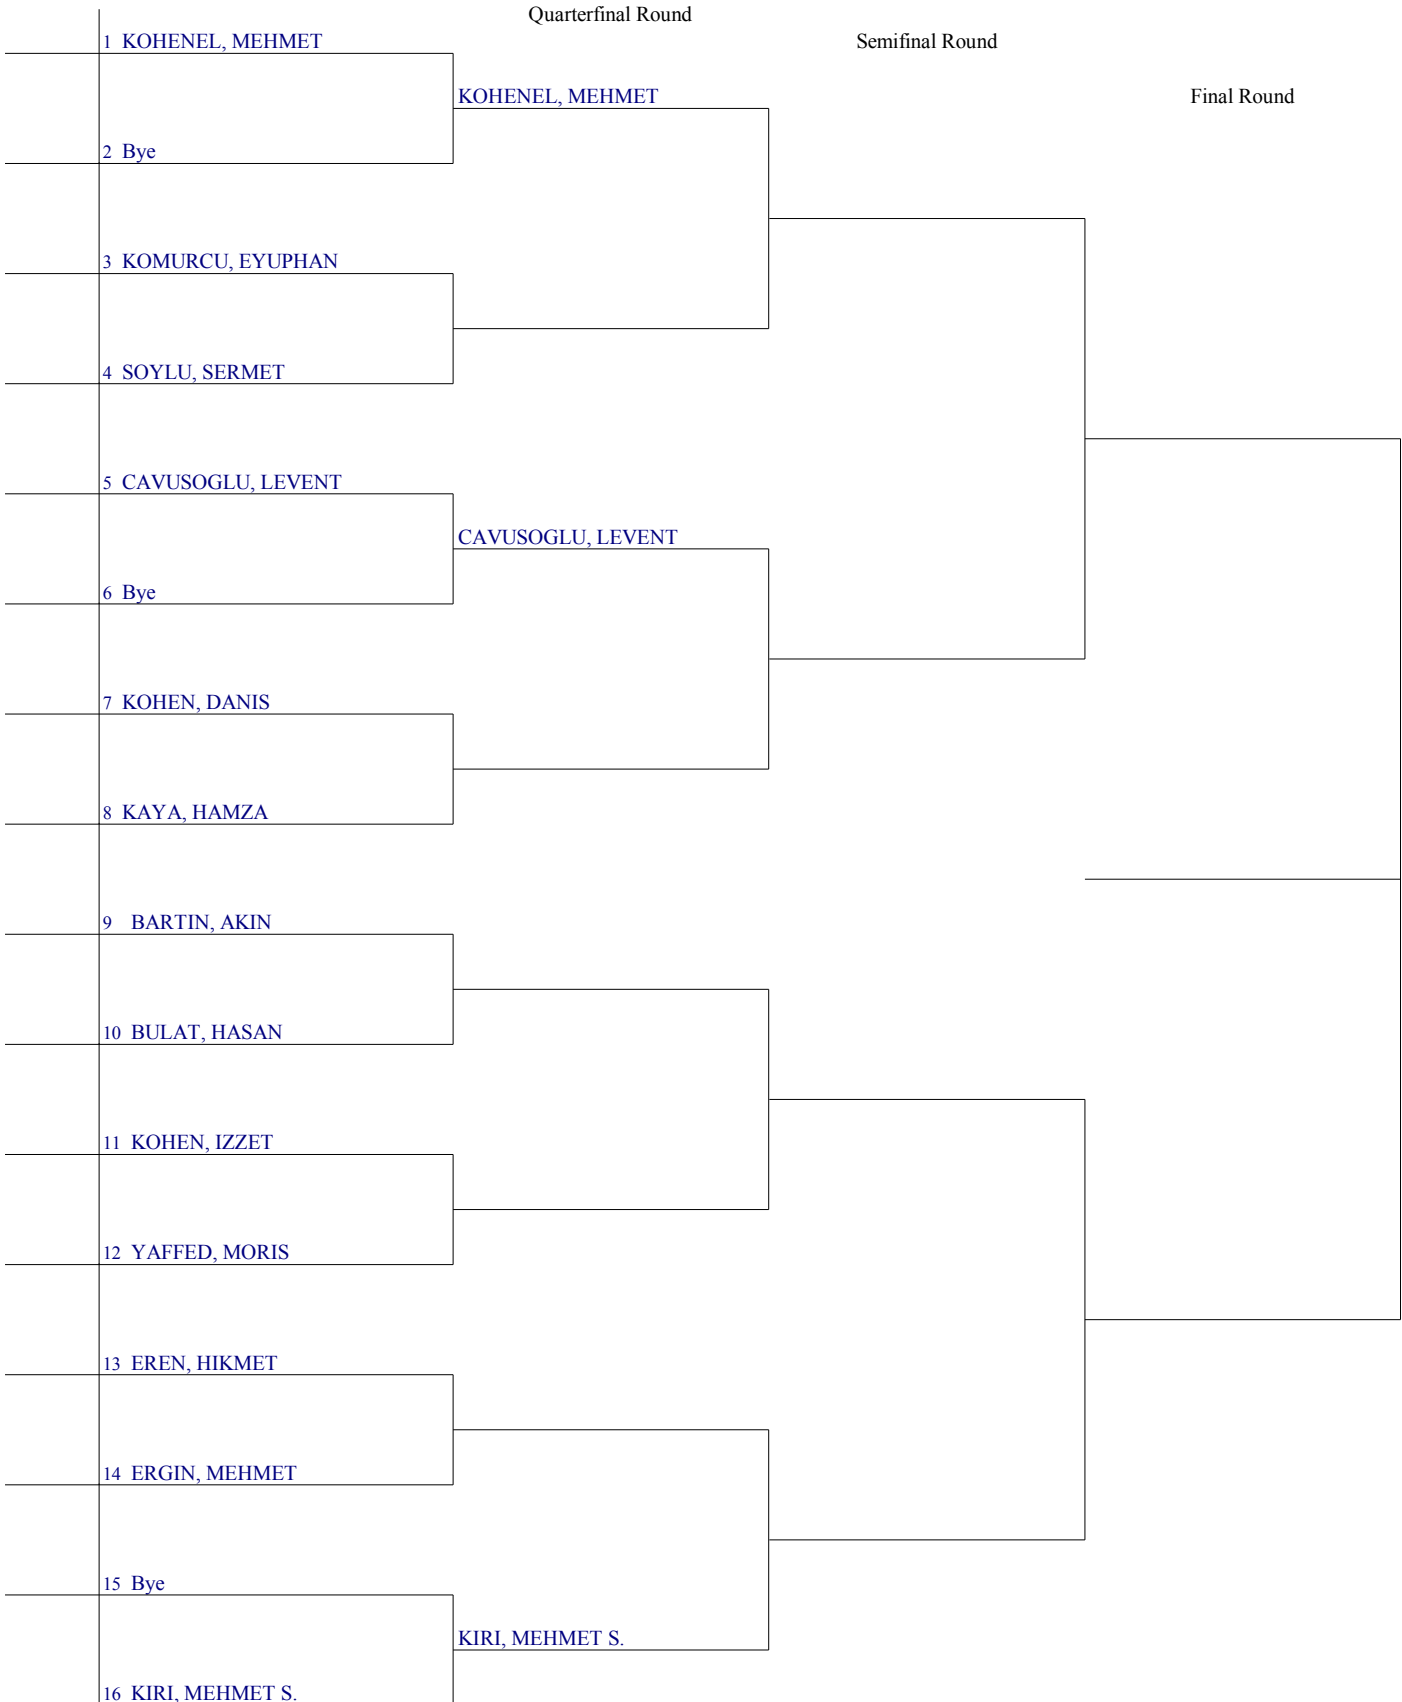 Quarterfinal Round
1 KOHENEL, MEHMET
Semifinal Round
KOHENEL, MEHMET
Final Round
2 Bye
3 KOMURCU, EYUPHAN
4 SOYLU, SERMET
5 CAVUSOGLU, LEVENT
CAVUSOGLU, LEVENT
6 Bye
7 KOHEN, DANIS
8 KAYA, HAMZA
9 BARTIN, AKIN
10 BULAT, HASAN
11 KOHEN, IZZET
12 YAFFED, MORIS
13 EREN, HIKMET
14 ERGIN, MEHMET
15 Bye
KIRI, MEHMET S.
16 KIRI, MEHMET S.